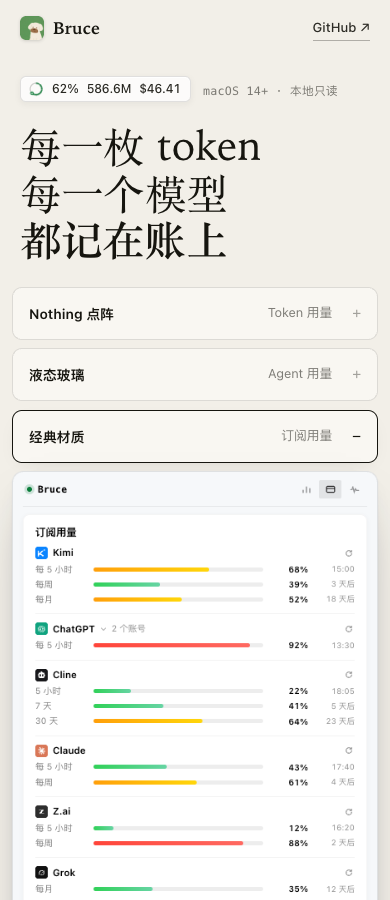 Bruce
GitHub ↗
62% 586.6M $46.41
macOS 14+ · 本地只读
每一枚 token
每一个模型
都记在账上
Nothing 点阵 Token 用量 +
液态玻璃 Agent 用量 +
经典材质 订阅用量 −
Bruce
订阅用量
Kimi
每 5 小时 68% 15:00
每周 39% 3 天后
每月 52% 18 天后
ChatGPT 2 个账号
每 5 小时 92% 13:30
Cline
5 小时 22% 18:05
7 天 41% 5 天后
30 天 64% 23 天后
Claude
每 5 小时 43% 17:40
每周 61% 4 天后
Z.ai
每 5 小时 12% 16:20
每周 88% 2 天后
Grok
每月 35% 12 天后